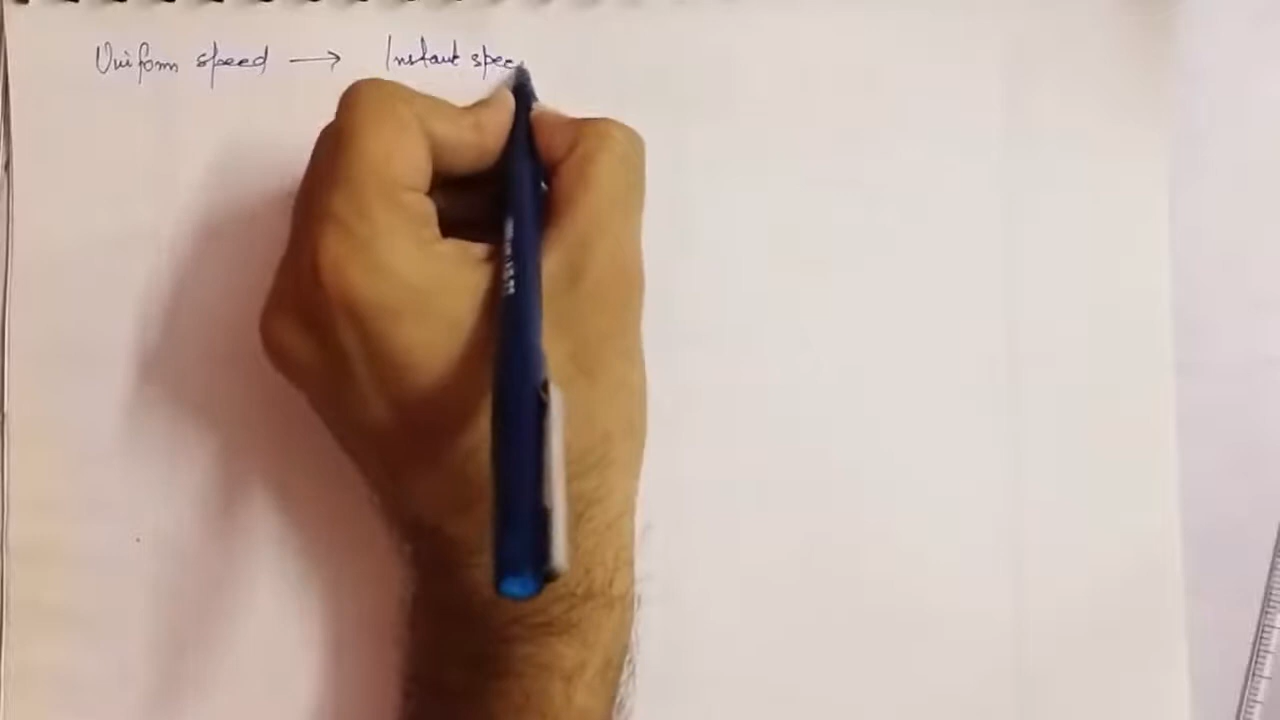 Uniform speed → Instant spee